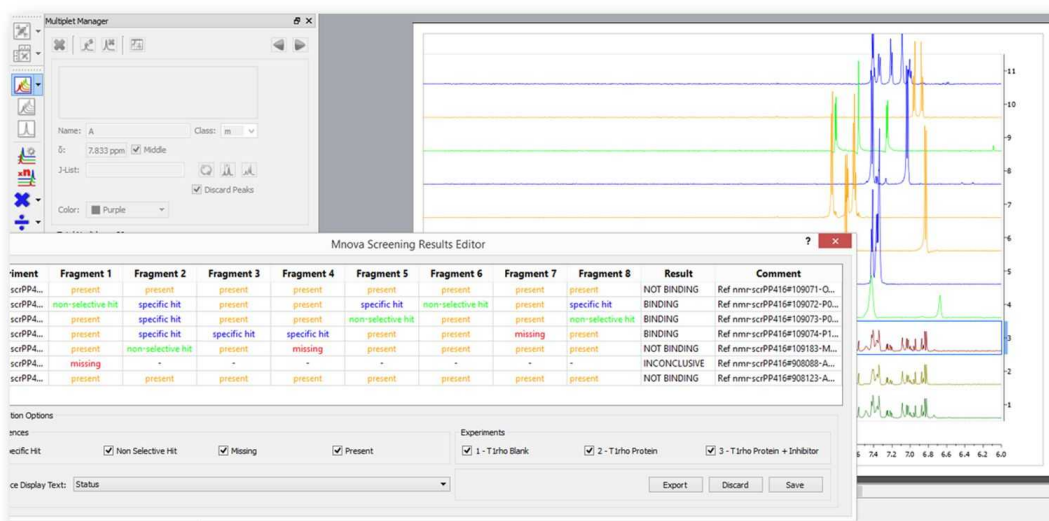 Multiplet Manager
Name: A Class: m
δ: 7.833 ppm Middle
J-List:
Discard Peaks
Color: Purple
11
10
9
8
7
6
5
4
3
2
1
7.4 7.2 7.0 6.8 6.6 6.4 6.2 6.0
Mnova Screening Results Editor ? ×
riment Fragment 1 Fragment 2 Fragment 3 Fragment 4 Fragment 5 Fragment 6 Fragment 7 Fragment 8 Result Comment
scrPP4... present present present present present present present present NOT BINDING Ref nmr-scrPP416#109071-O...
scrPP4... non-selective hit specific hit present present specific hit non-selective hit present specific hit BINDING Ref nmr-scrPP416#109072-P0...
scrPP4... present specific hit present present non-selective hit present present non-selective hit BINDING Ref nmr-scrPP416#109073-P0...
scrPP4... present specific hit specific hit specific hit present present missing present BINDING Ref nmr-scrPP416#109074-P1...
scrPP4... present non-selective hit present missing present present present present NOT BINDING Ref nmr-scrPP416#109183-M...
scrPP4... missing - - - - - - - INCONCLUSIVE Ref nmr-scrPP416#908088-A...
scrPP4... present present present present present present present present NOT BINDING Ref nmr-scrPP416#908123-A...
tion Options
ences Experiments
ecific Hit Non Selective Hit Missing Present 1 - T1rho Blank 2 - T1rho Protein 3 - T1rho Protein + Inhibitor
ce Display Text: Status Export Discard Save